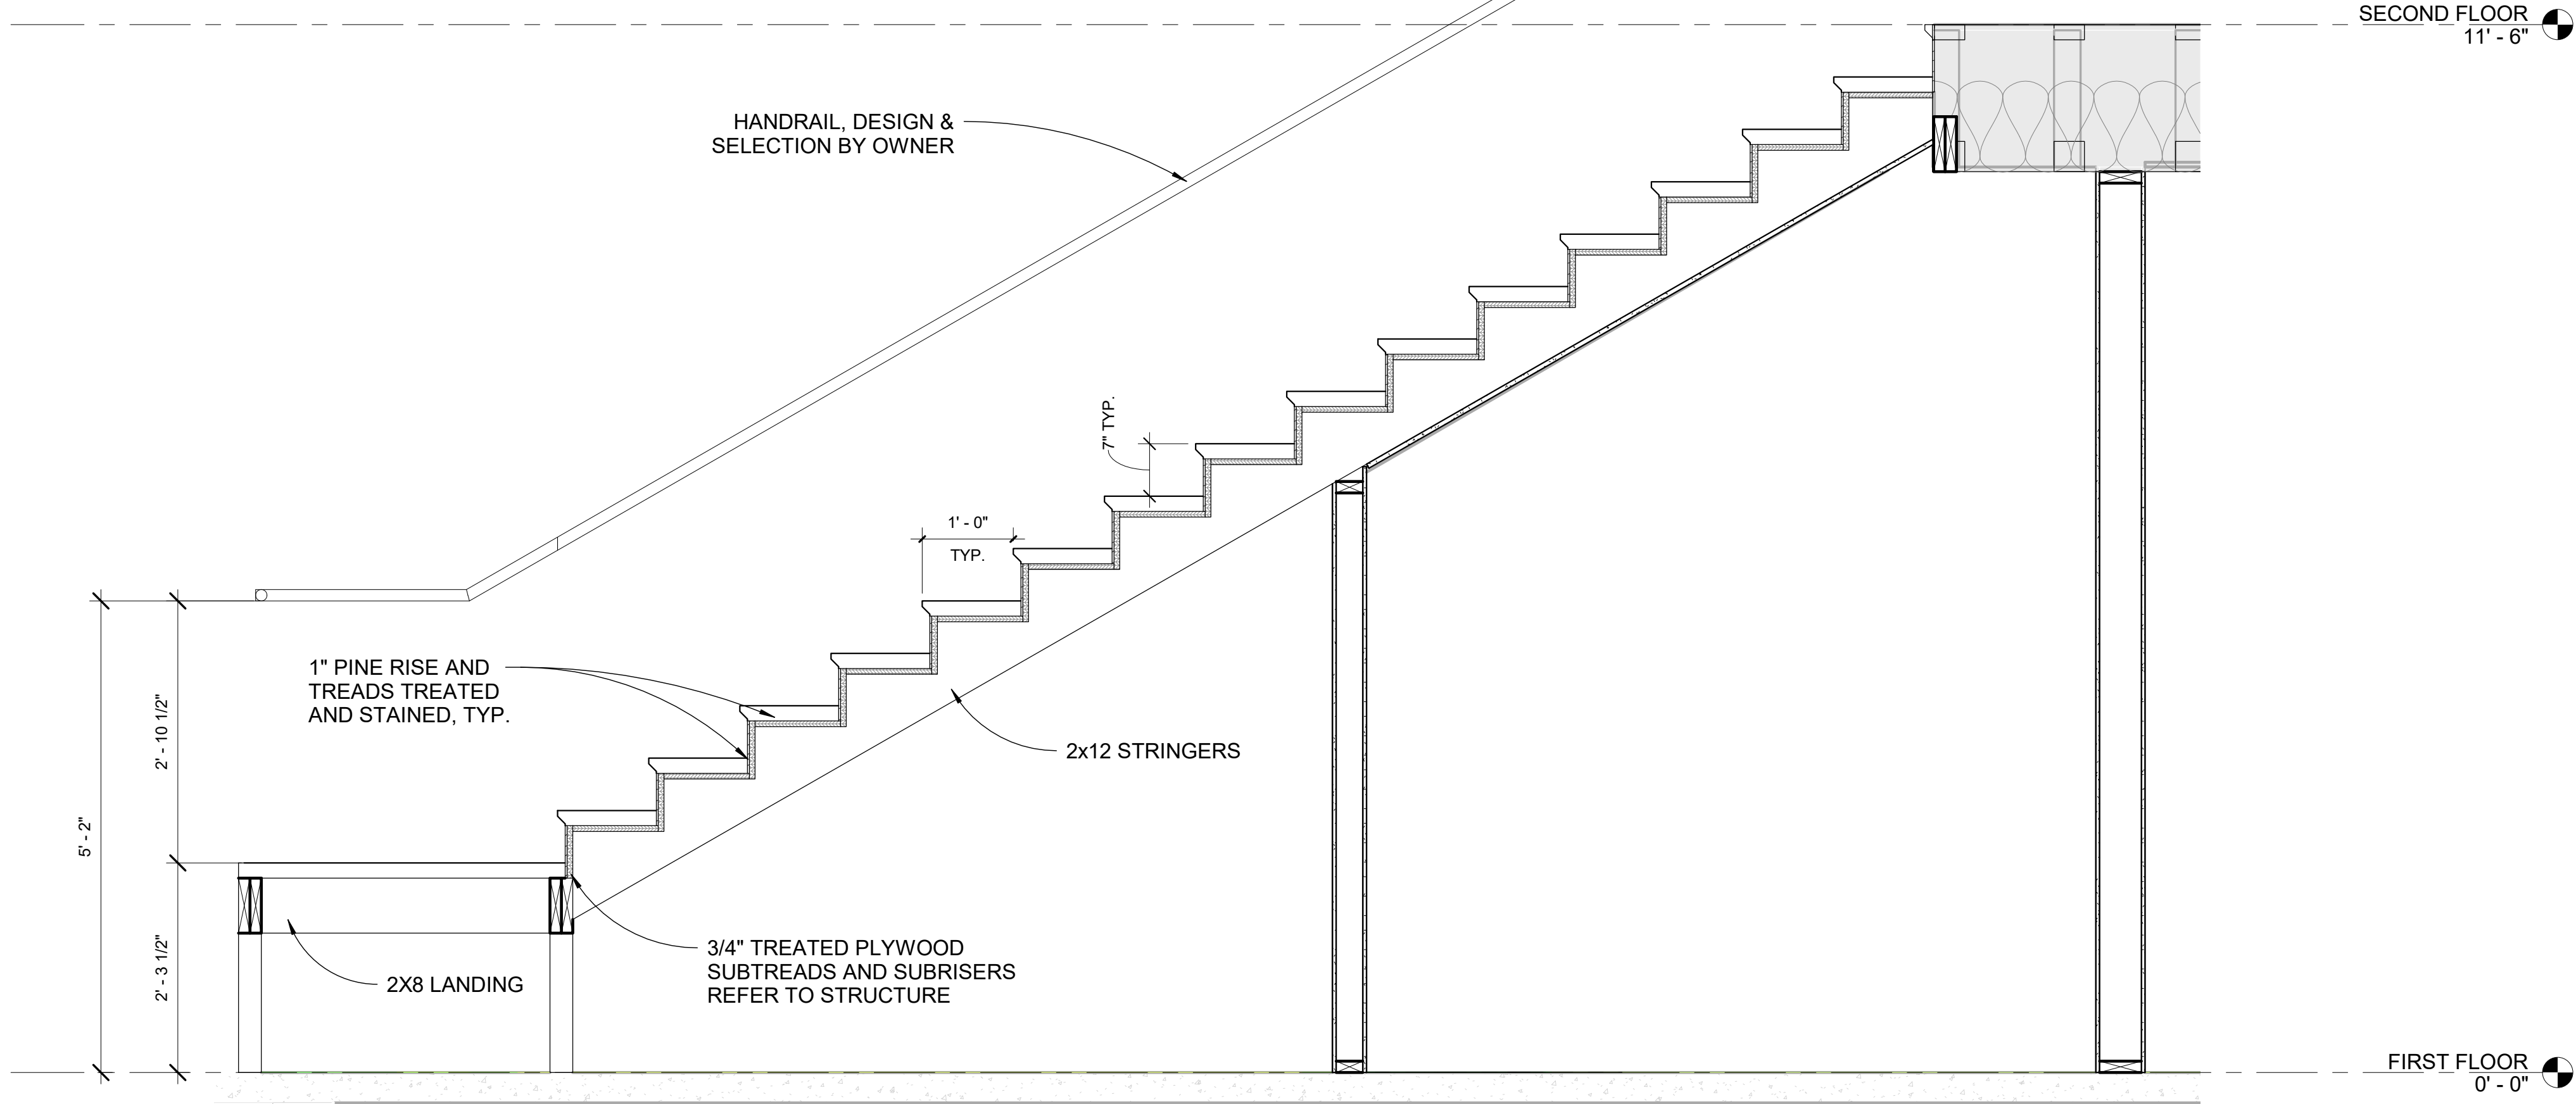 SECOND FLOOR
11' - 6"
HANDRAIL, DESIGN &
SELECTION BY OWNER
7" TYP.
1' - 0"
TYP.
1" PINE RISE AND
TREADS TREATED
AND STAINED, TYP.
2' - 10 1/2"
2x12 STRINGERS
5' - 2"
3/4" TREATED PLYWOOD
SUBTREADS AND SUBRISERS
REFER TO STRUCTURE
2X8 LANDING
2' - 3 1/2"
FIRST FLOOR
0' - 0"